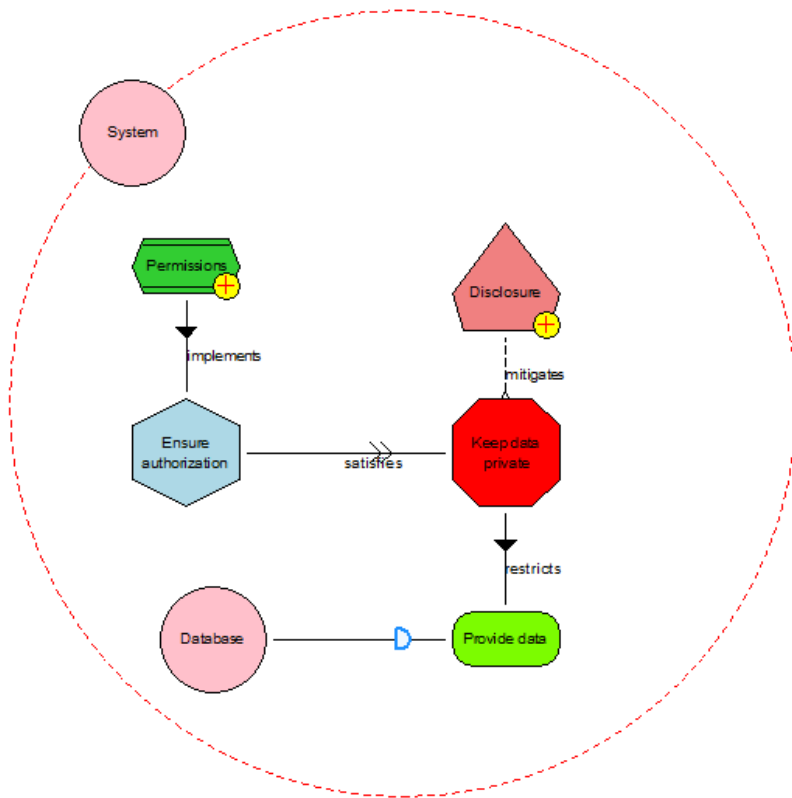 System
Permissions
Disclosure
implements
mitigates
Ensure
authorization
satisfies
Keep data
private
restricts
Database
Provide data